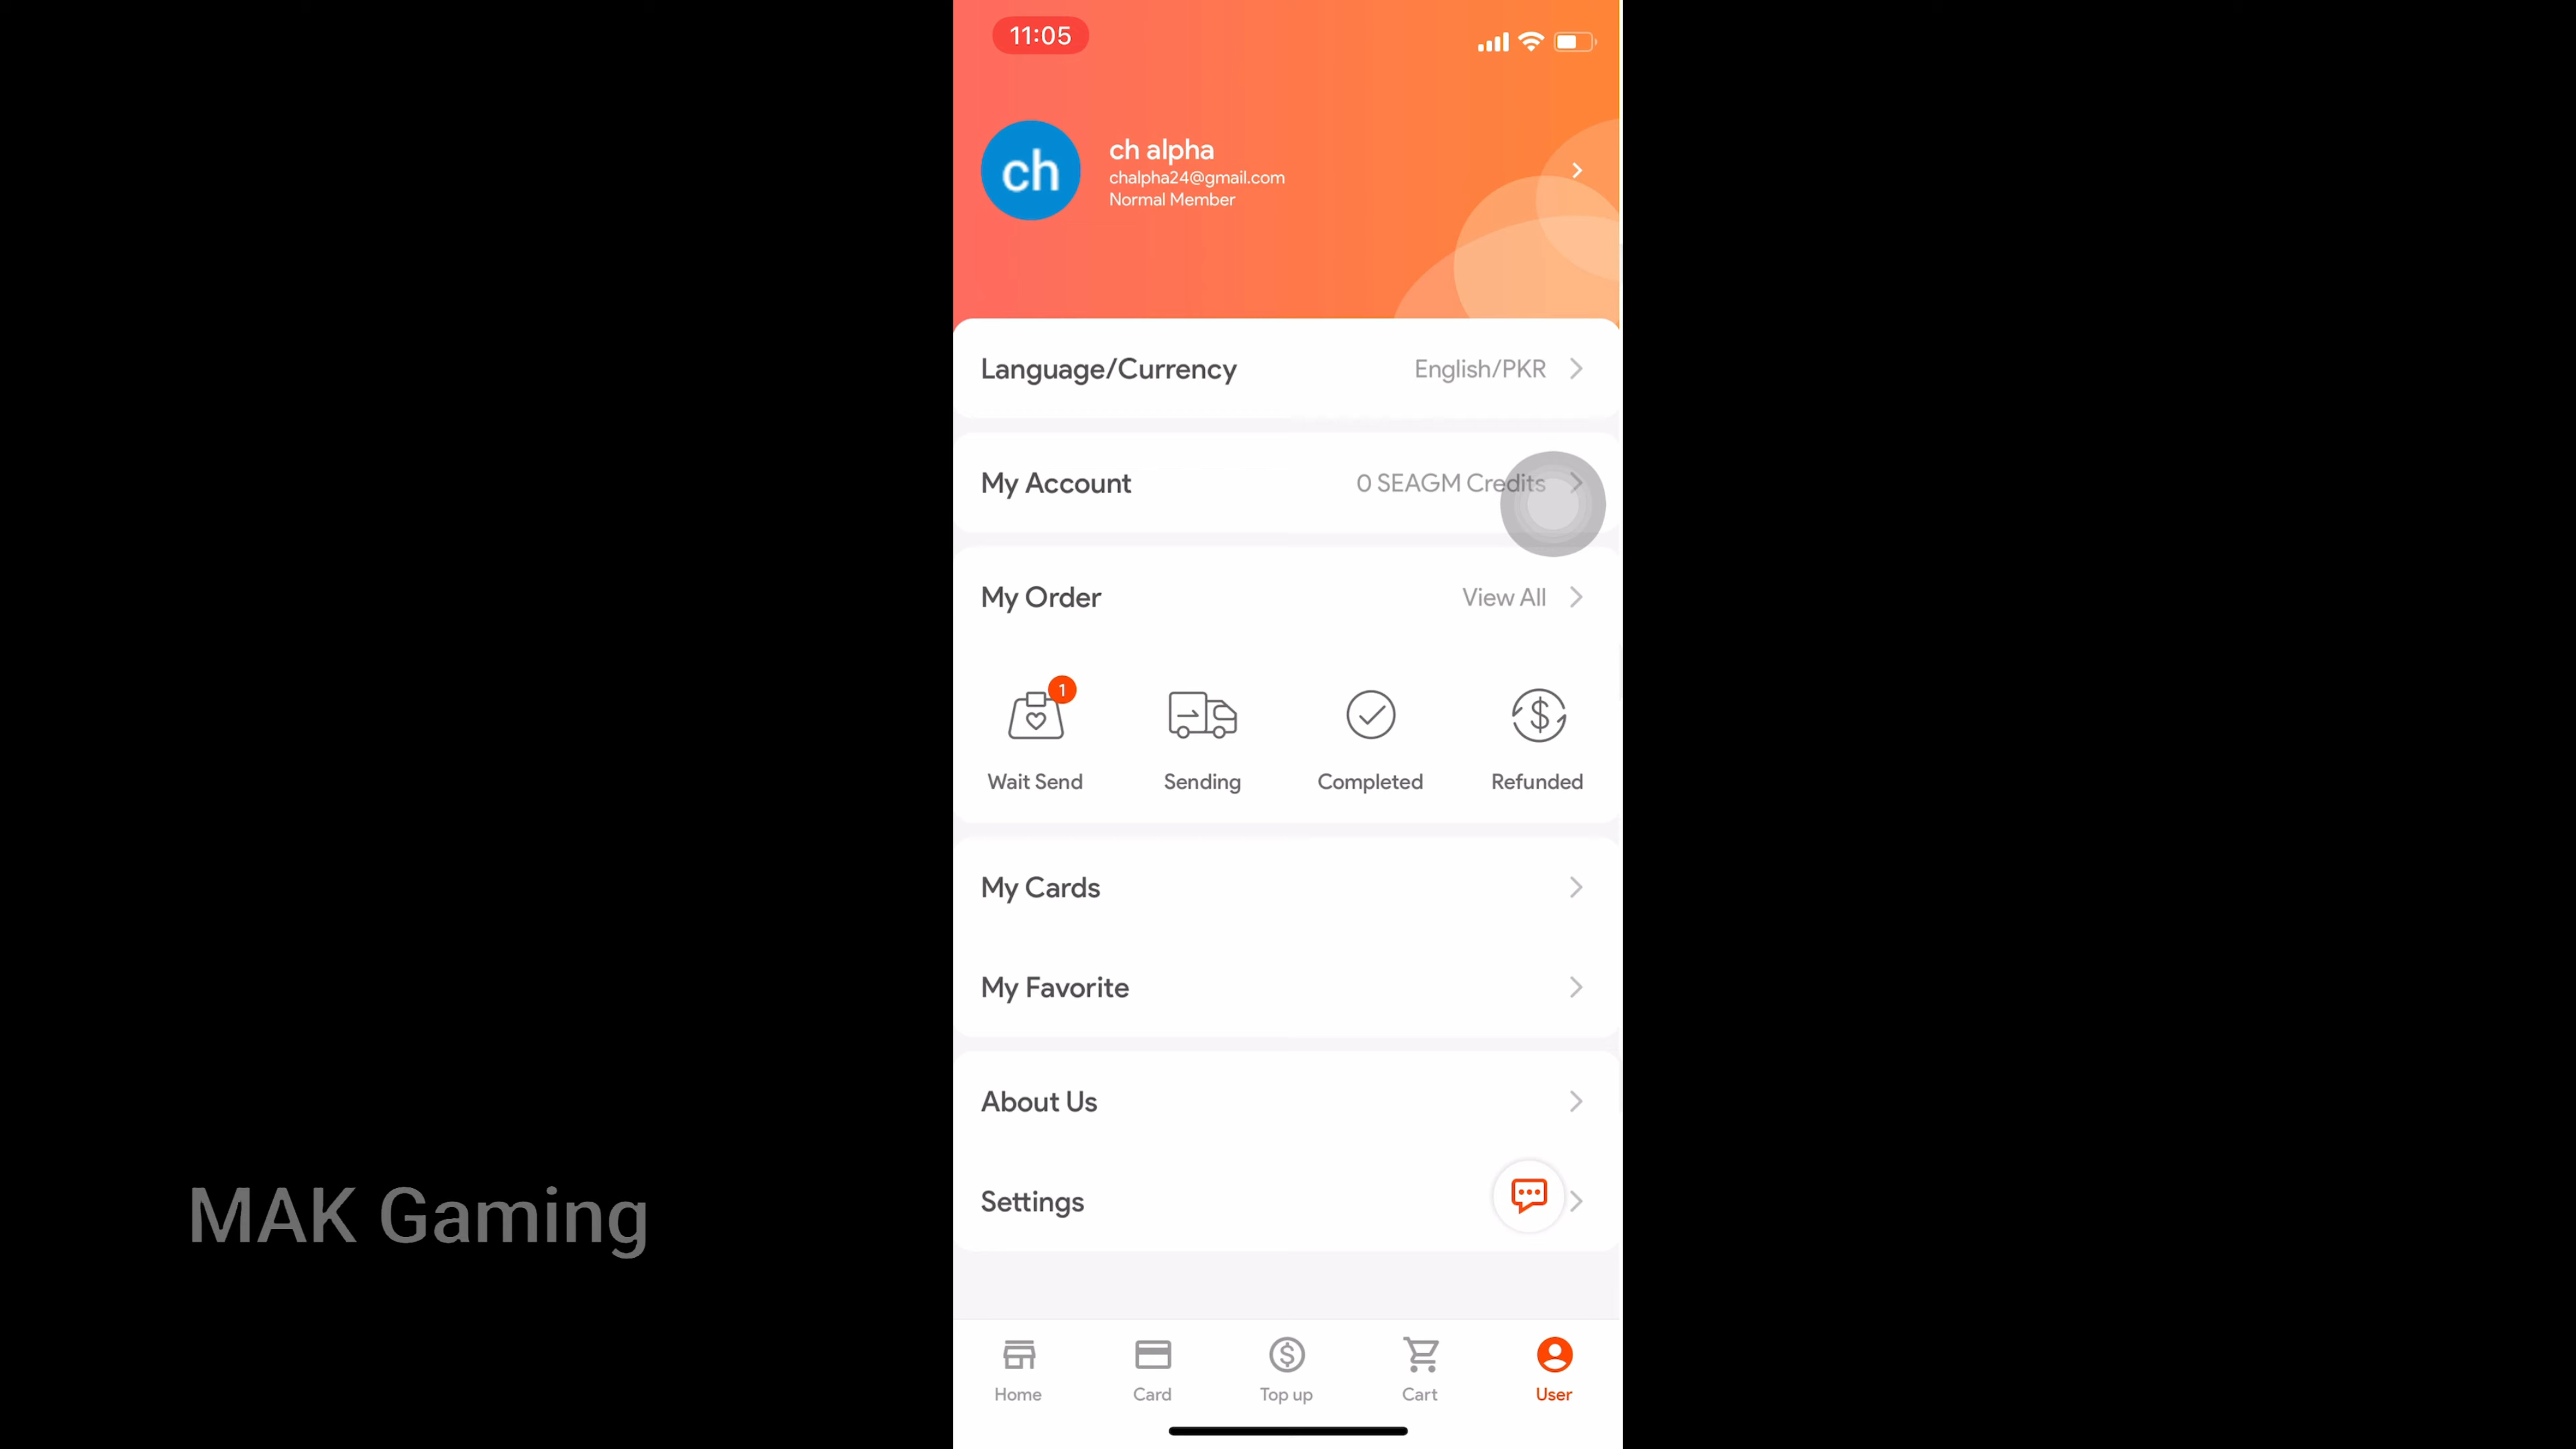 11:05
ch
ch alpha
chalpha24@gmail.com
Normal Member
Language/Currency English/PKR
My Account 0 SEAGM Credits
My Order View All
1
Wait Send Sending Completed Refunded
My Cards
My Favorite
About Us
Settings
MAK Gaming
Home Card Top up Cart User